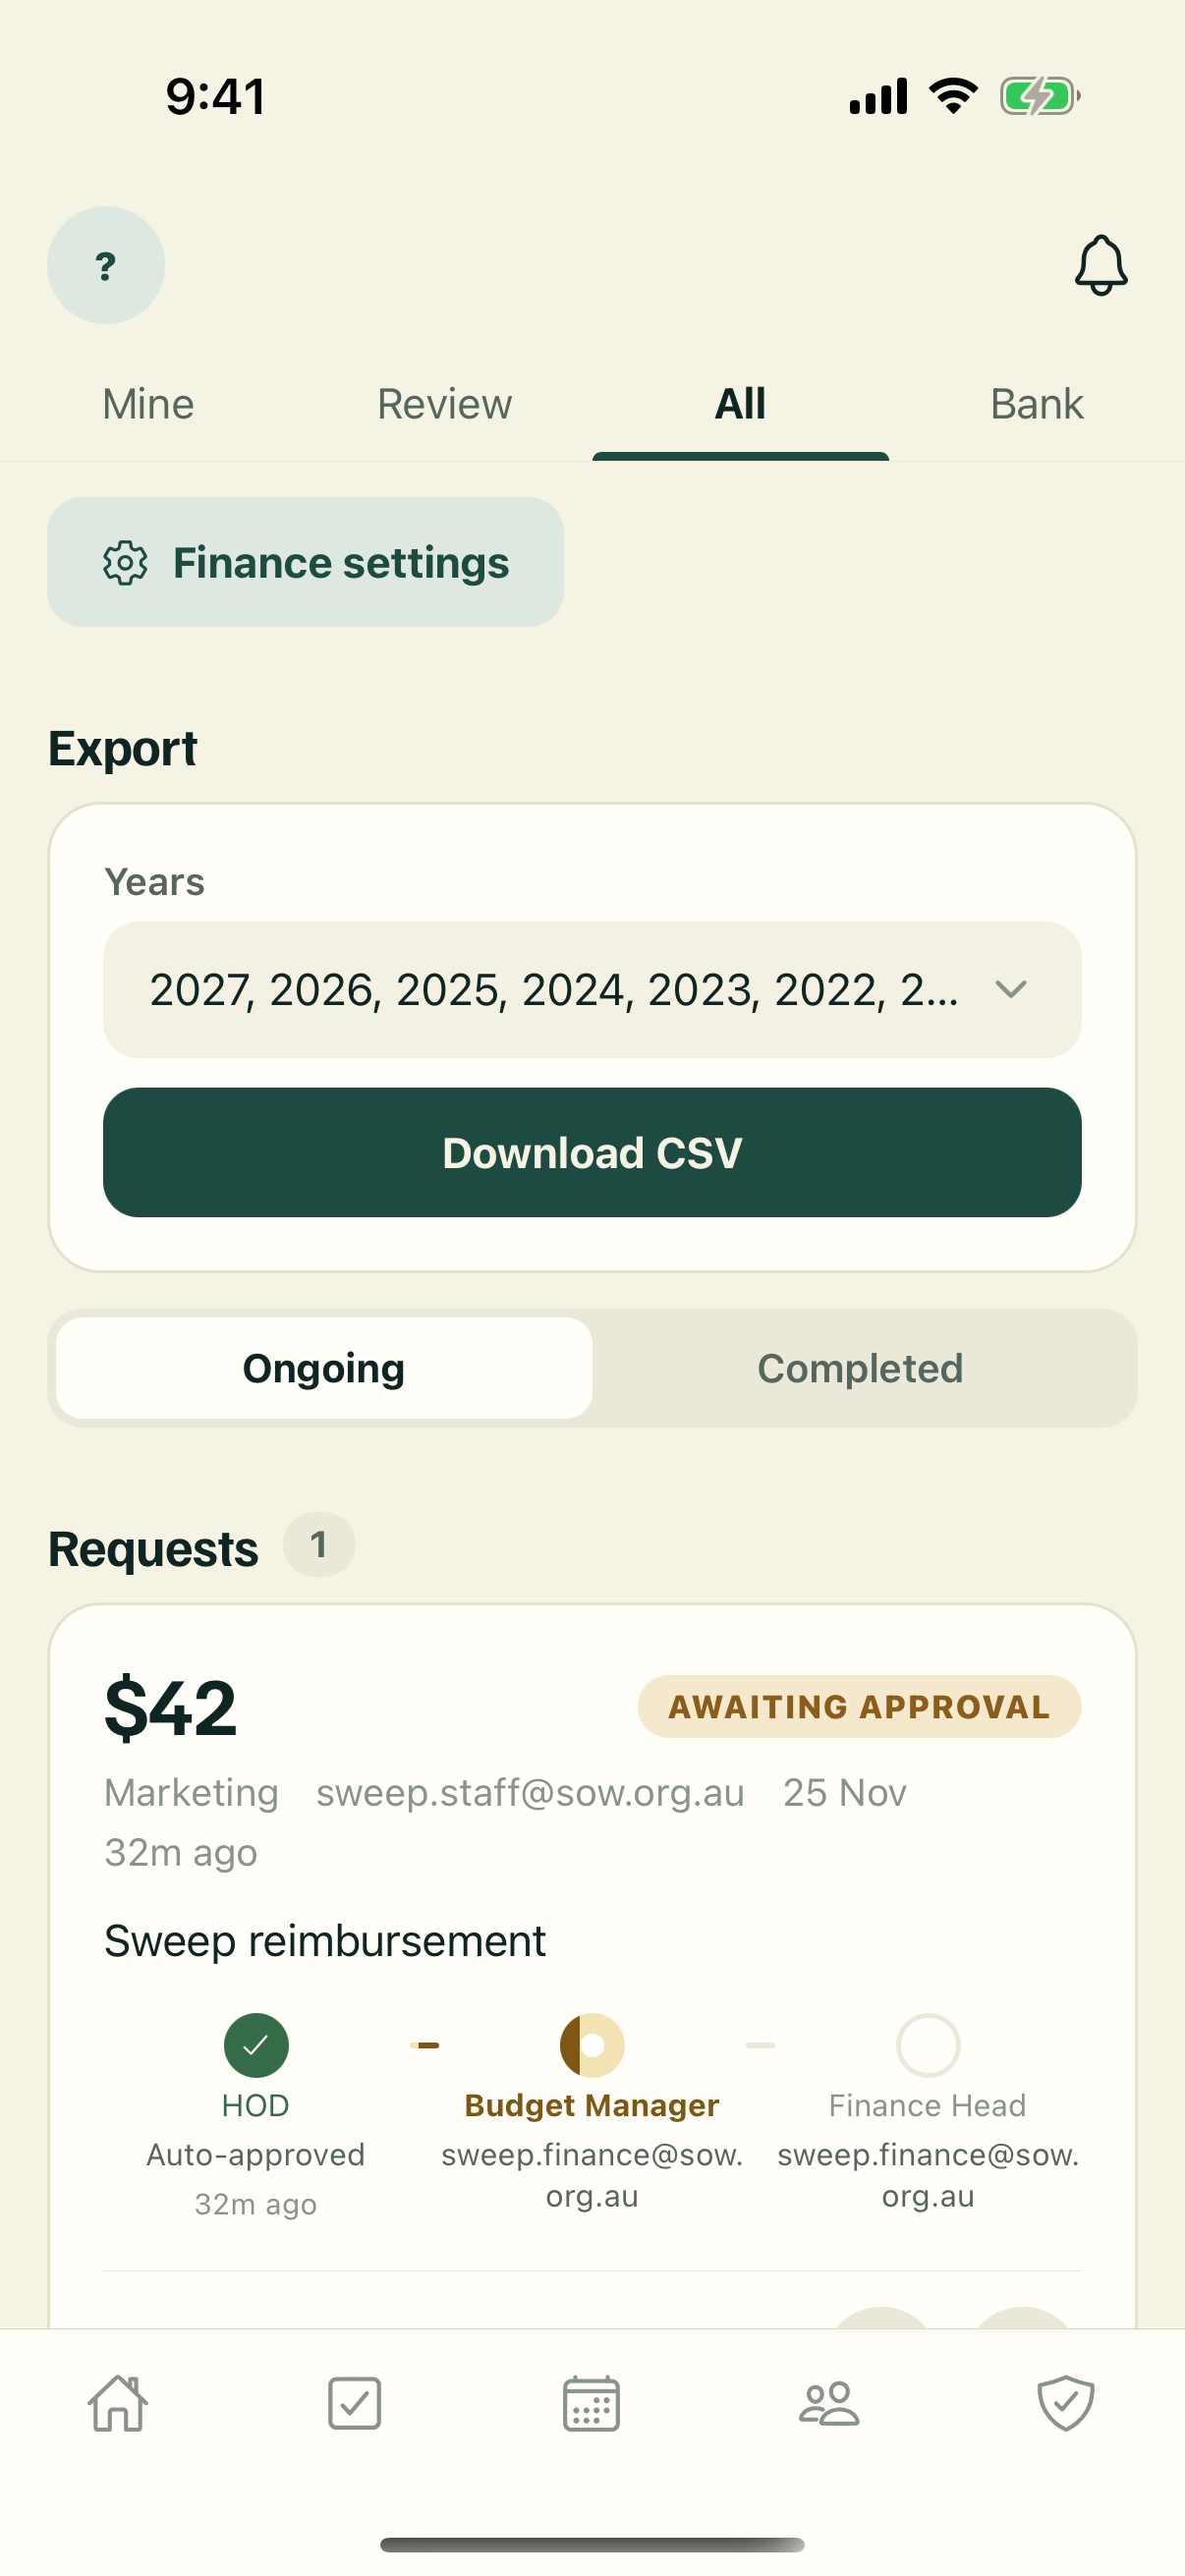 9:41
?
Mine Review All Bank
Finance settings
Export
Years
2027, 2026, 2025, 2024, 2023, 2022, 2...
Download CSV
Ongoing Completed
Requests 1
$42 AWAITING APPROVAL
Marketing sweep.staff@sow.org.au 25 Nov
32m ago
Sweep reimbursement
HOD Budget Manager Finance Head
Auto-approved sweep.finance@sow. sweep.finance@sow.
32m ago org.au org.au